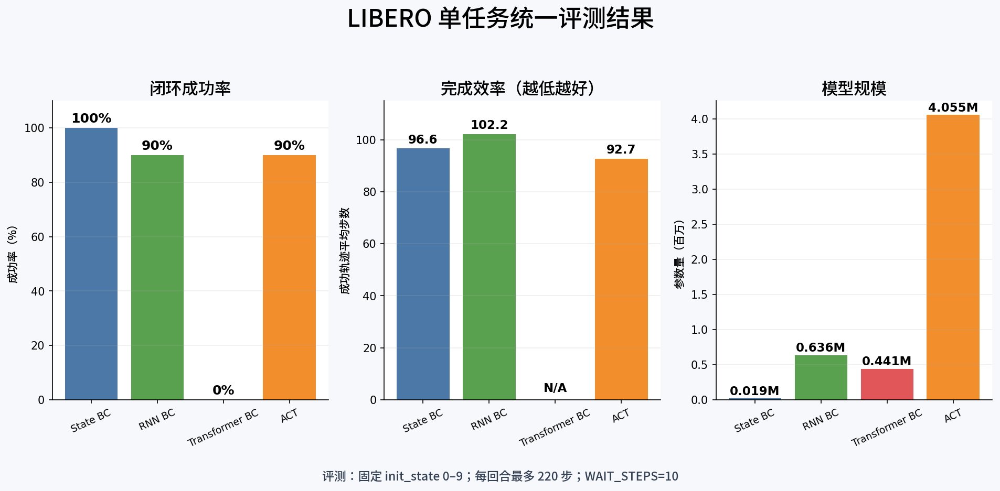 LIBERO 单任务统一评测结果
闭环成功率
成功率（%）
100
80
60
40
20
0
100%
90%
0%
90%
State BC
RNN BC
Transformer BC
ACT
完成效率（越低越好）
成功轨迹平均步数
100
80
60
40
20
0
96.6
102.2
N/A
92.7
State BC
RNN BC
Transformer BC
ACT
模型规模
参数量（百万）
4.0
3.5
3.0
2.5
2.0
1.5
1.0
0.5
0.0
0.019M
0.636M
0.441M
4.055M
State BC
RNN BC
Transformer BC
ACT
评测：固定 init_state 0–9；每回合最多 220 步；WAIT_STEPS=10